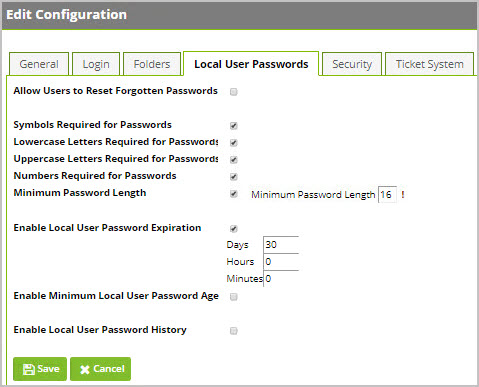 Edit Configuration
General Login Folders Local User Passwords Security Ticket System
Allow Users to Reset Forgotten Passwords
Symbols Required for Passwords
Lowercase Letters Required for Passwords
Uppercase Letters Required for Passwords
Numbers Required for Passwords
Minimum Password Length Minimum Password Length 16 !
Enable Local User Password Expiration
Days 30
Hours 0
Minutes 0
Enable Minimum Local User Password Age
Enable Local User Password History
Save Cancel